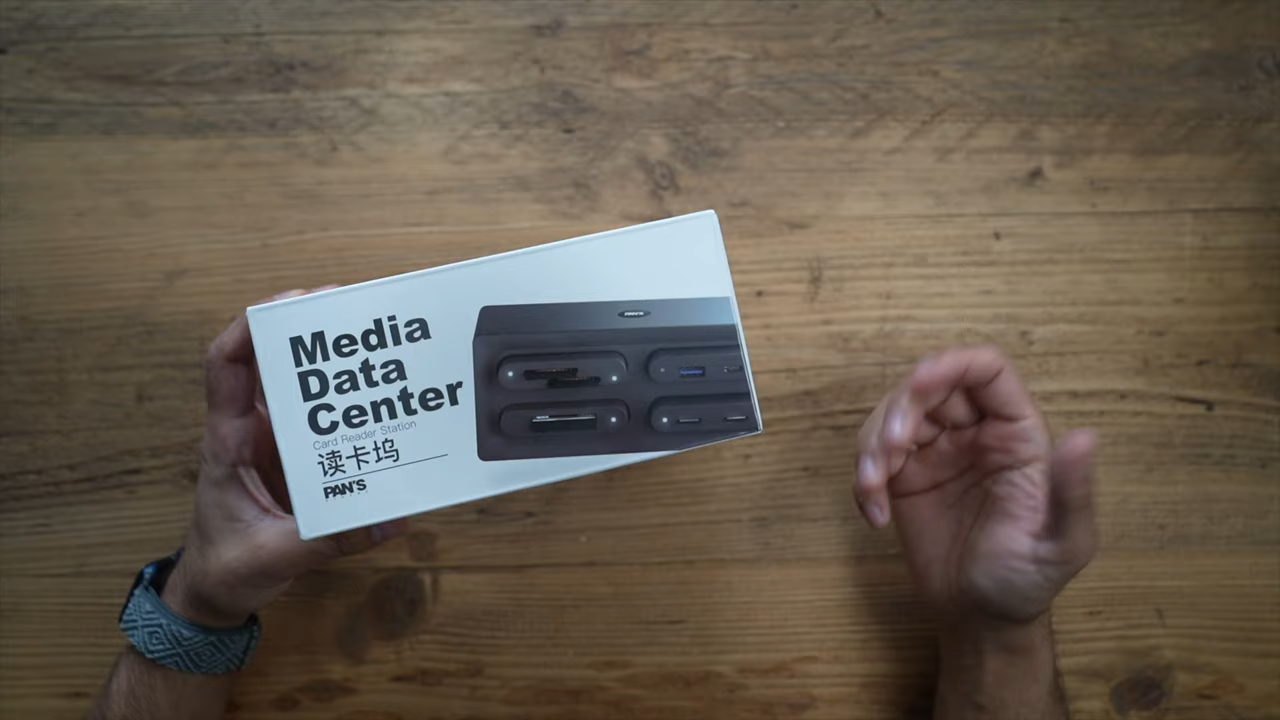 Media
Data
Center
Card Reader Station
读卡坞
PAN'S